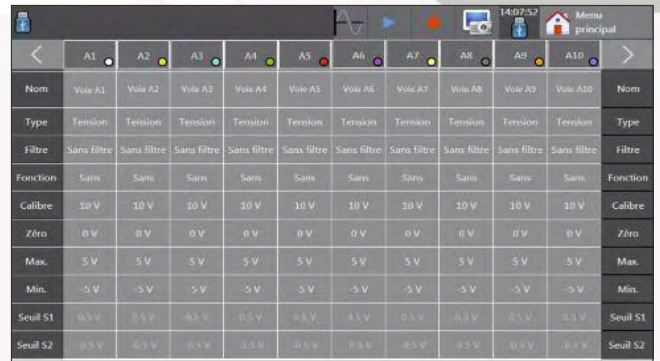 14:07:52
Menu
principal
A1 A2 A3 A4 A5 A6 A7 A8 A9 A10
Nom Voie A1 Voie A2 Voie A3 Voie A4 Voie A5 Voie A6 Voie A7 Voie A8 Voie A9 Voie A10 Nom
Type Tension Tension Tension Tension Tension Tension Tension Tension Tension Tension Type
Filtre Sans filtre Sans filtre Sans filtre Sans filtre Sans filtre Sans filtre Sans filtre Sans filtre Sans filtre Sans filtre Filtre
Fonction Sans Sans Sans Sans Sans Sans Sans Sans Sans Sans Fonction
Calibre 10 V 10 V 10 V 10 V 10 V 10 V 10 V 10 V 10 V 10 V Calibre
Zéro 0 V 0 V 0 V 0 V 0 V 0 V 0 V 0 V 0 V 0 V Zéro
Max. 5 V 5 V 5 V 5 V 5 V 5 V 5 V 5 V 5 V 5 V Max.
Min. -5 V -5 V -5 V -5 V -5 V -5 V -5 V -5 V -5 V -5 V Min.
Seuil S1 Seuil S1
Seuil S2 Seuil S2